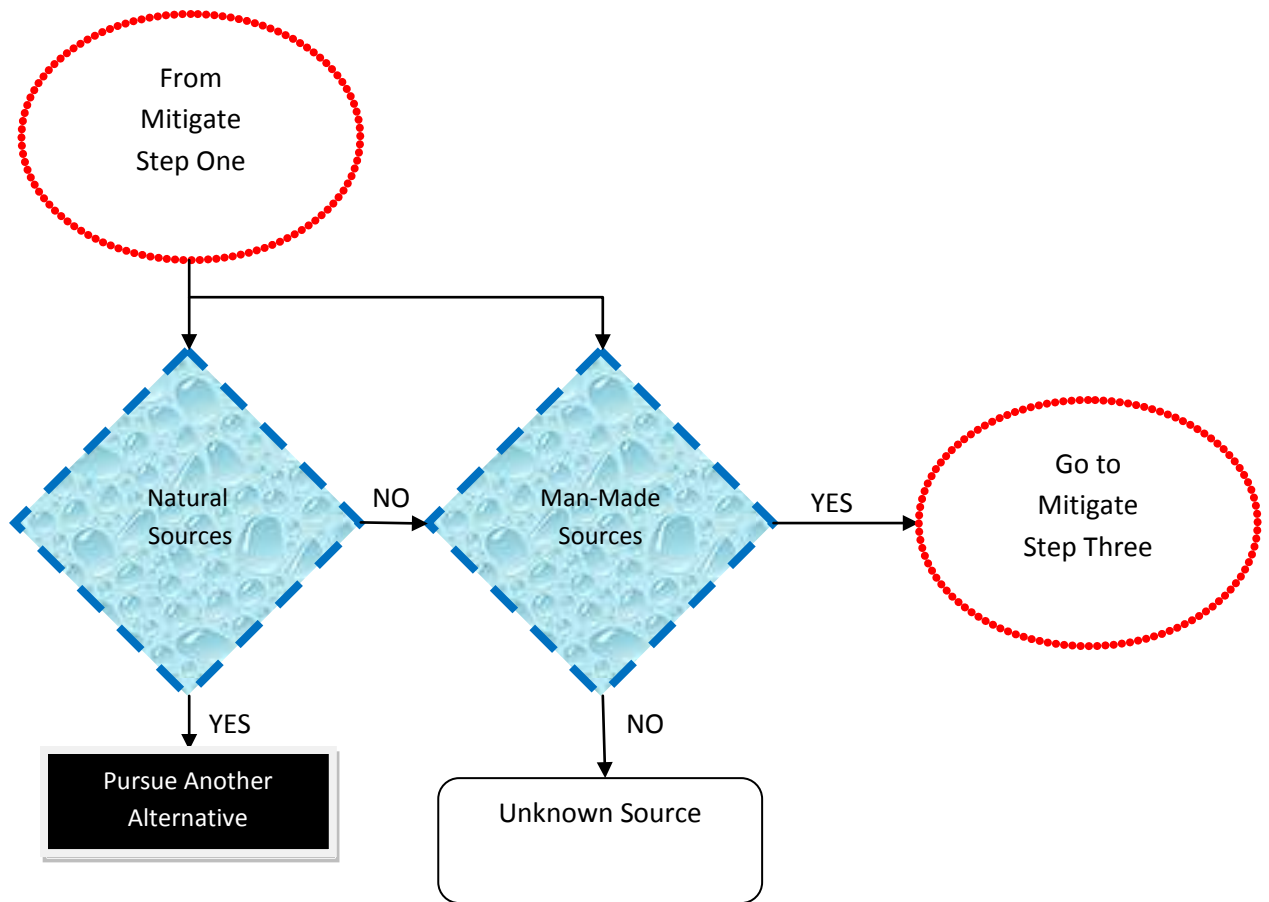 From
Mitigate
Step One
Natural
Sources
NO
Man-Made
Sources
YES
Go to
Mitigate
Step Three
YES
NO
Pursue Another
Alternative
Unknown Source